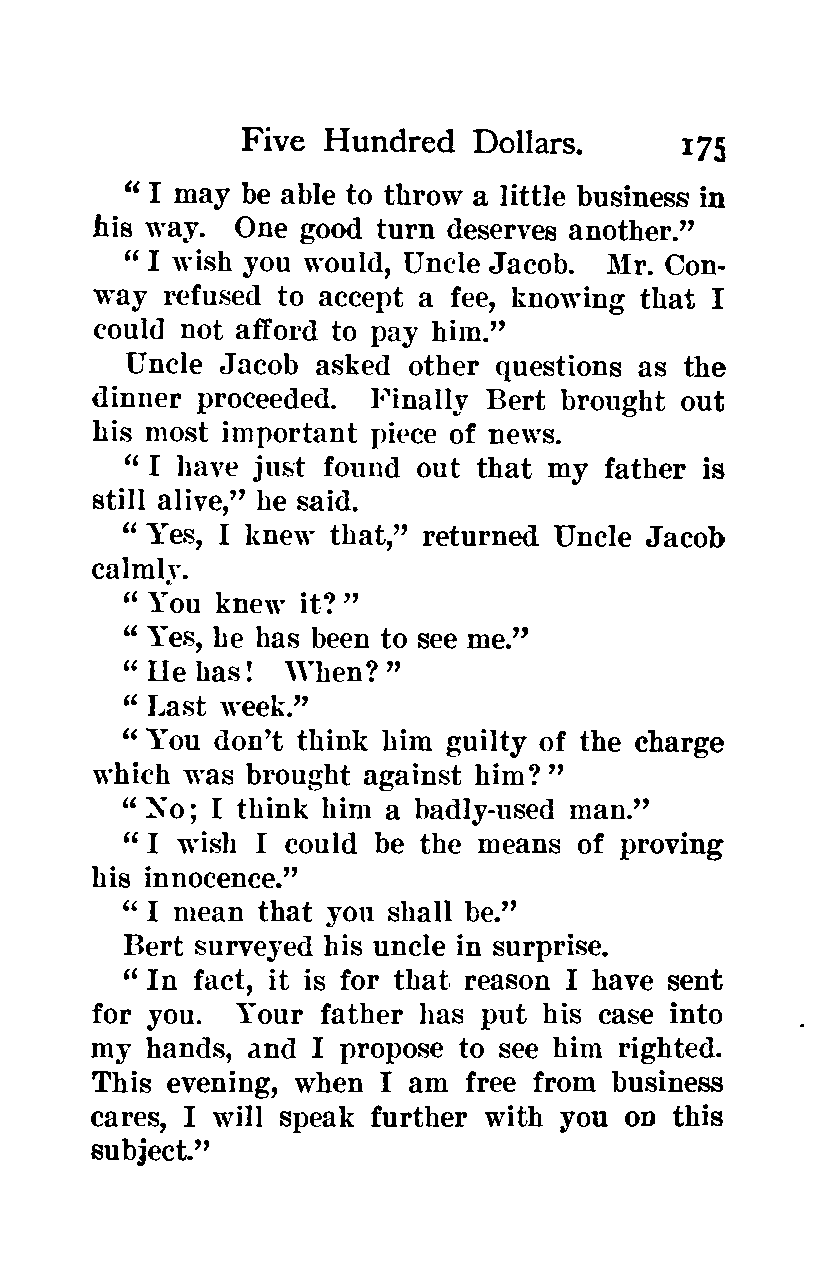 Five Hundred Dollars. 175
“ I may be able to throw a little business in
his way. One good turn deserves another.”
“ I wish you would, Uncle Jacob. Mr. Con-
way refused to accept a fee, knowing that I
could not afford to pay him.”
Uncle Jacob asked other questions as the
dinner proceeded. Finally Bert brought out
his most important piece of news.
“ I have just found out that my father is
still alive,” he said.
“ Yes, I knew that,” returned Uncle Jacob
calmly.
“ You knew it? ”
“ Yes, he has been to see me.”
“ He has! When? ”
“ Last week.”
“ You don’t think him guilty of the charge
which was brought against him? ”
“ No; I think him a badly-used man.”
“ I wish I could be the means of proving
his innocence.”
“ I mean that you shall be.”
Bert surveyed his uncle in surprise.
“ In fact, it is for that reason I have sent
for you. Your father has put his case into
my hands, and I propose to see him righted.
This evening, when I am free from business
cares, I will speak further with you on this
subject.”